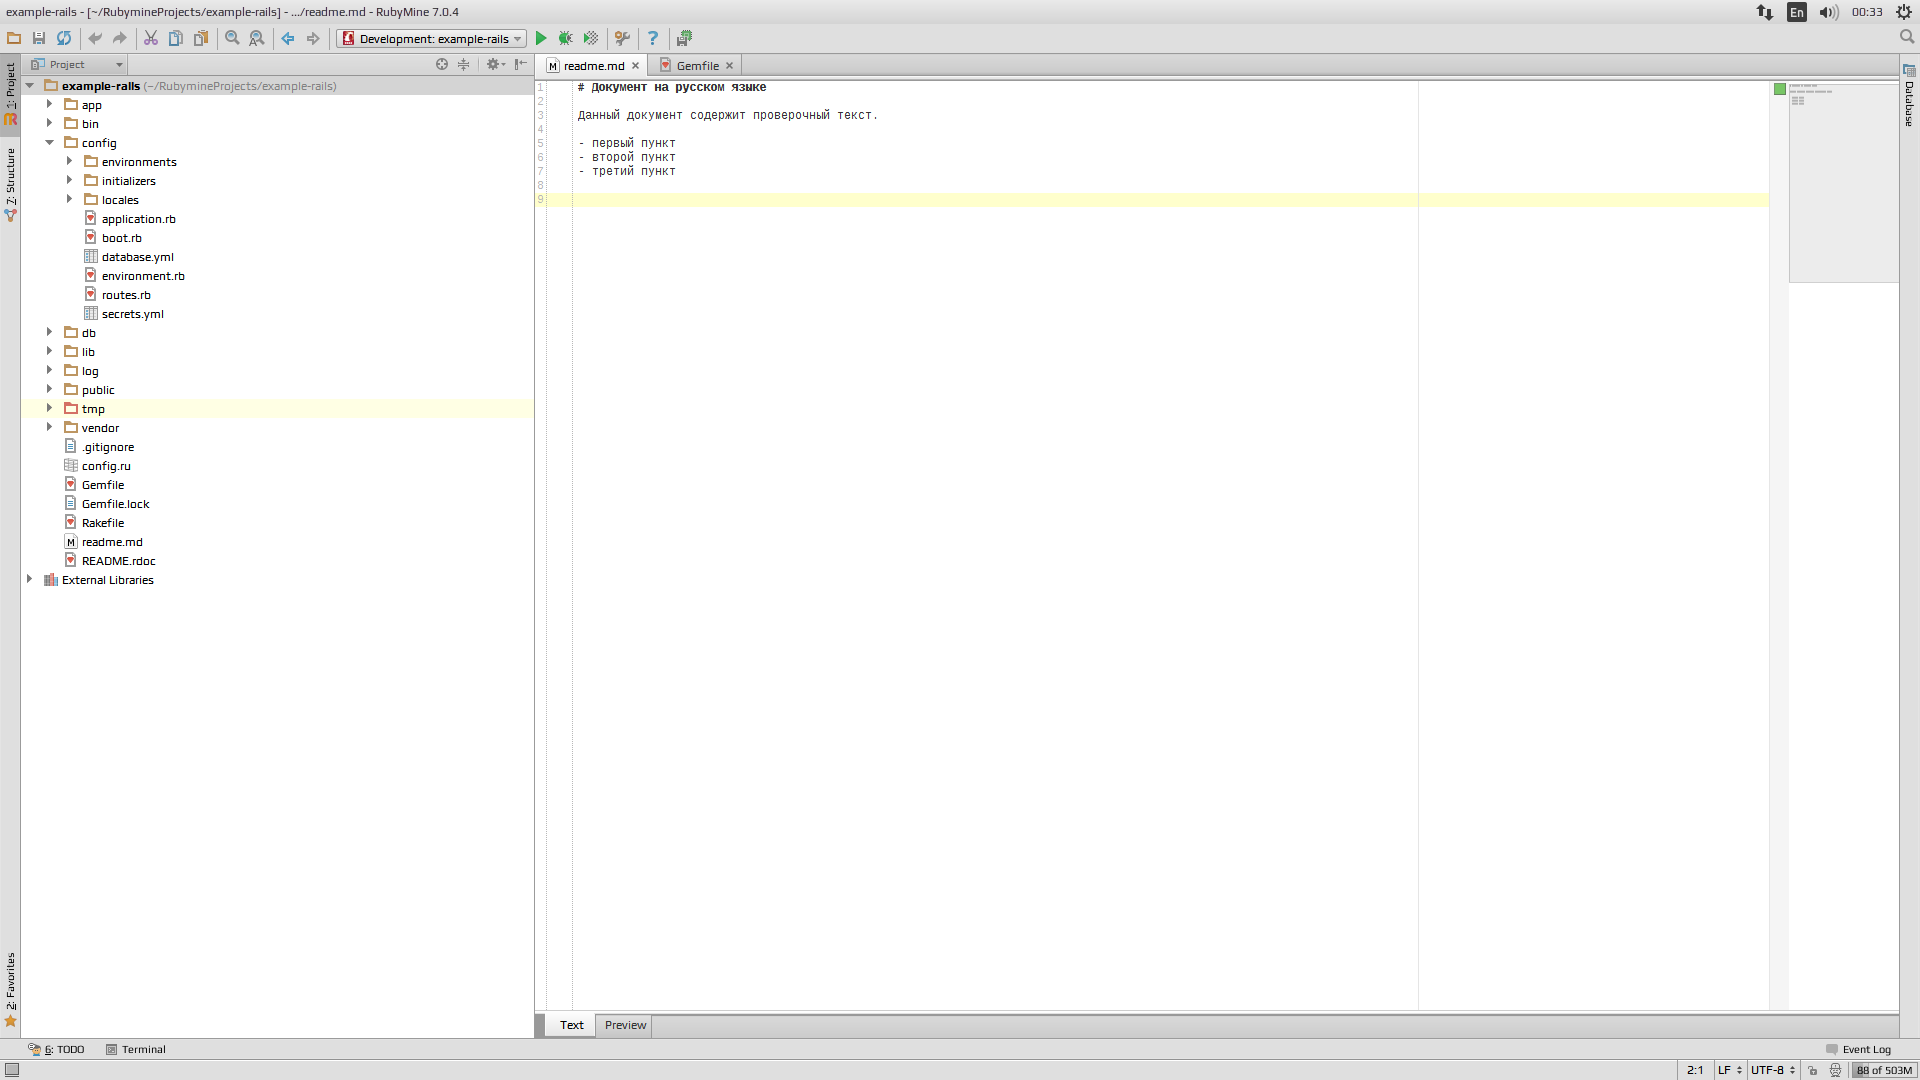 example-rails - [~/RubymineProjects/example-rails] - .../readme.md - RubyMine 7.0.4
En
00:33
Development: example-rails
1: Project
7: Structure
2: Favorites
Project
example-rails (~/RubymineProjects/example-rails)
app
bin
config
environments
initializers
locales
application.rb
boot.rb
database.yml
environment.rb
routes.rb
secrets.yml
db
lib
log
public
tmp
vendor
.gitignore
config.ru
Gemfile
Gemfile.lock
Rakefile
readme.md
README.rdoc
External Libraries
readme.md
Gemfile
1 # Документ на русском языке
2
3 Данный документ содержит проверочный текст.
4
5 - первый пункт
6 - второй пункт
7 - третий пункт
8
9
Database
Text
Preview
6: TODO
Terminal
Event Log
2:1
LF
UTF-8
88 of 503M